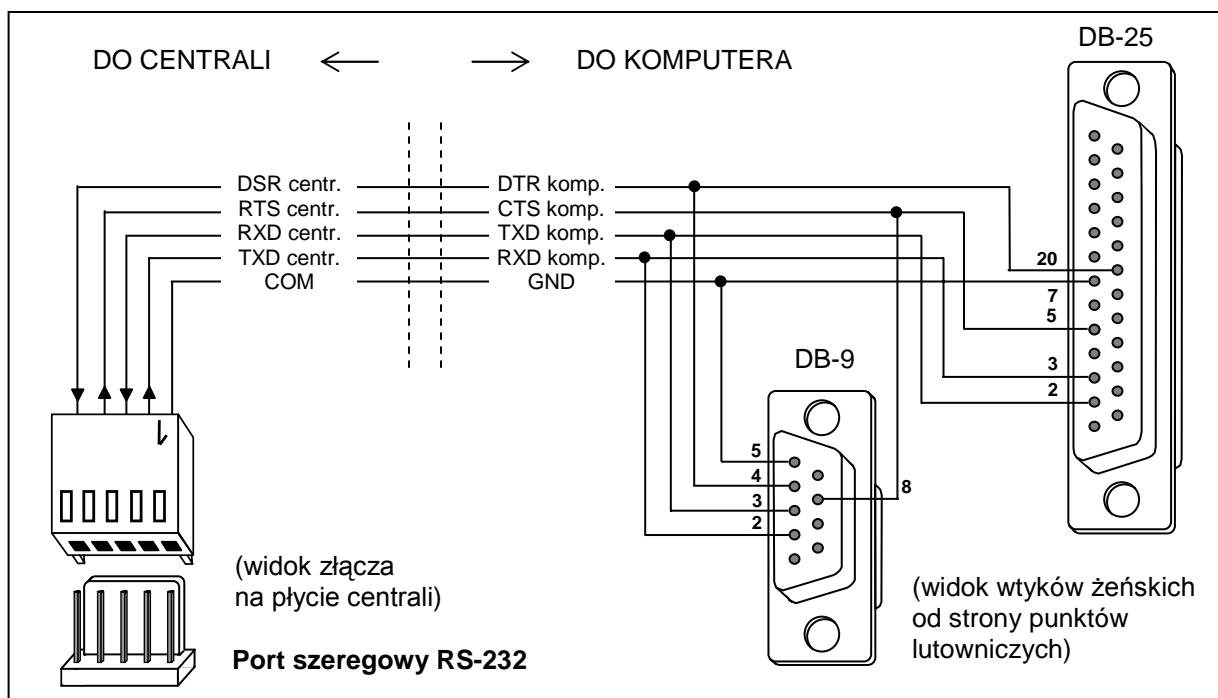 DO CENTRALI
DO KOMPUTERA
DB-25
DSR centr.
DTR komp.
RTS centr.
CTS komp.
RXD centr.
TXD komp.
TXD centr.
RXD komp.
COM
GND
20
7
5
3
2
DB-9
5
4
3
2
8
(widok złącza
na płycie centrali)
Port szeregowy RS-232
(widok wtyków żeńskich
od strony punktów
lutowniczych)